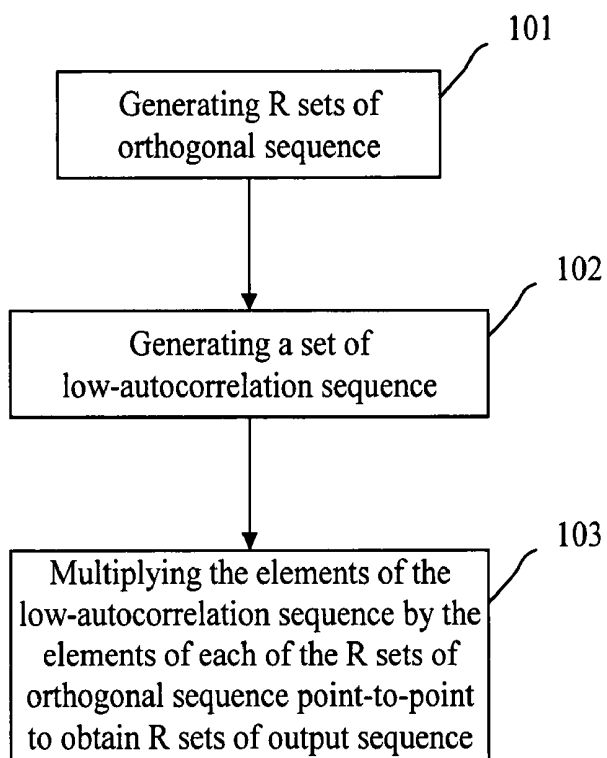 101
Generating R sets of
orthogonal sequence
102
Generating a set of
low-autocorrelation sequence
103
Multiplying the elements of the
low-autocorrelation sequence by the
elements of each of the R sets of
orthogonal sequence point-to-point
to obtain R sets of output sequence